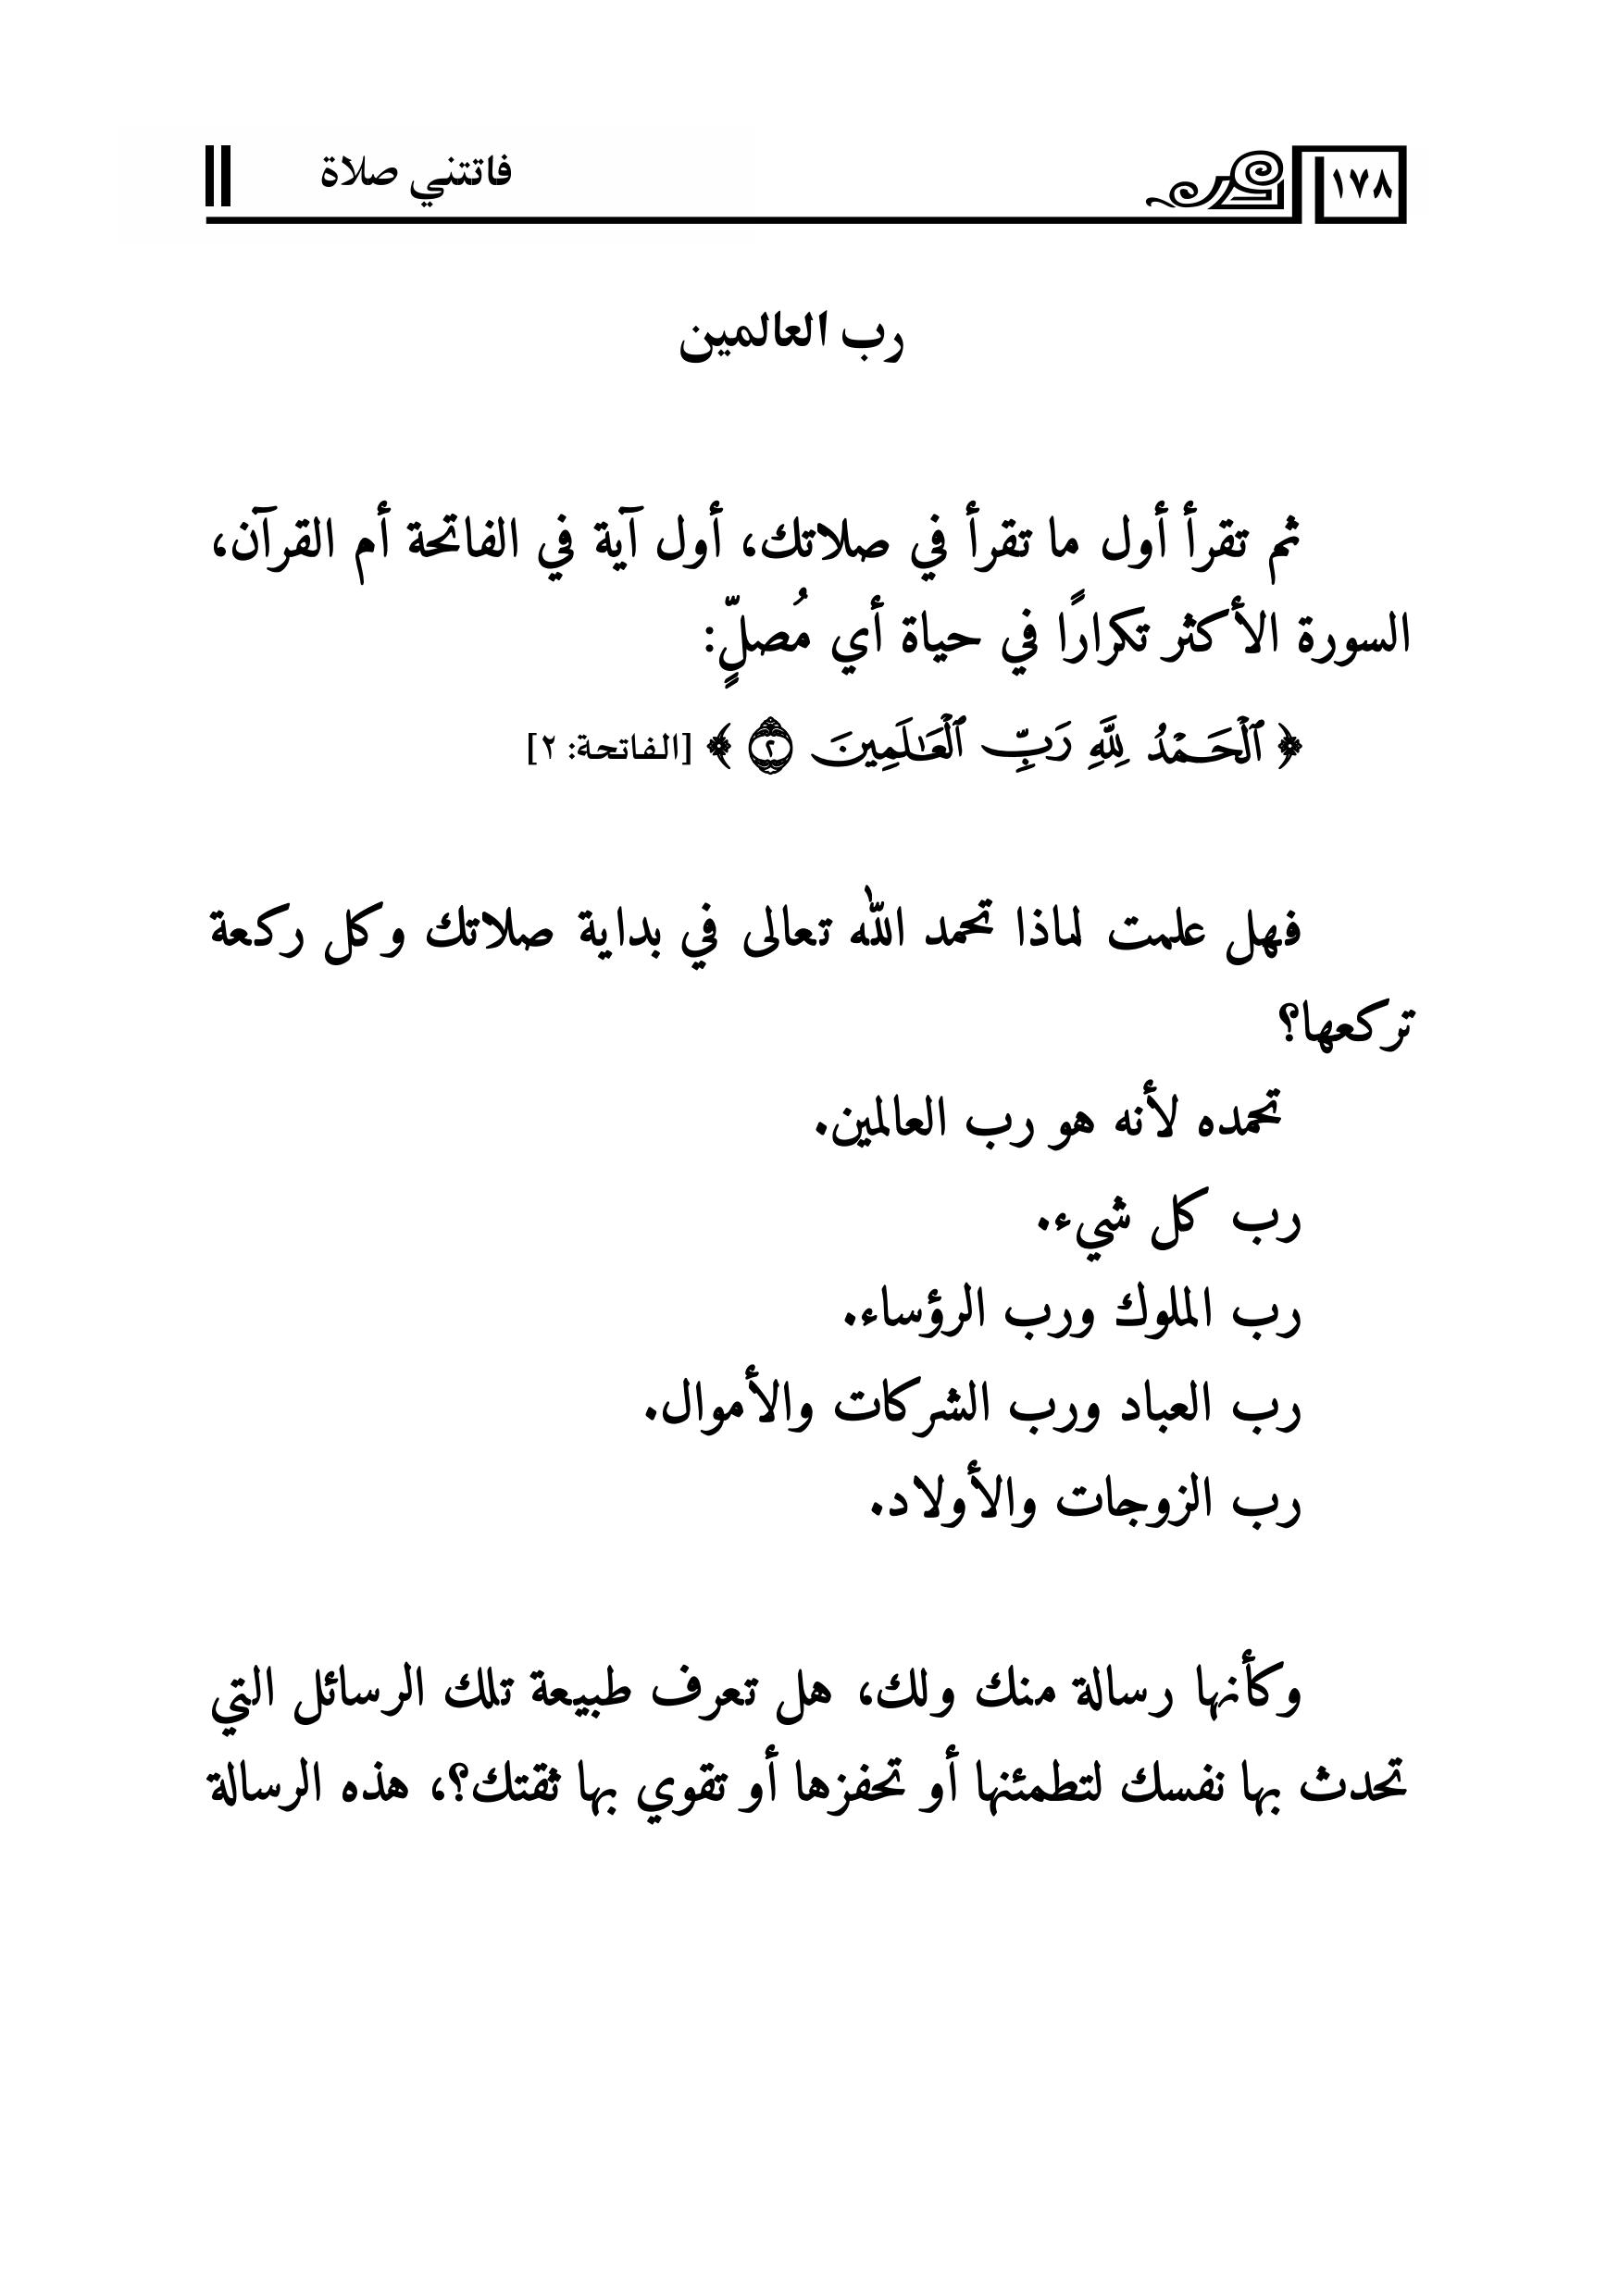 ١٧٨ فاتتني صلاة
رب العالمين
ثم تقرأ أول ما تقرأ في صلاتك، أول آية في الفاتحة أم القرآن،
السورة الأكثر تكرارًا في حياة أي مُصلٍّ:
﴿ ٱلۡحَمۡدُ لِلَّهِ رَبِّ ٱلۡعَٰلَمِينَ ٢ ﴾ [الفاتحة: ٢]
فهل علمت لماذا تحمد الله تعالى في بداية صلاتك وكل ركعة
تركعها؟
تحمده لأنه هو رب العالمين.
رب كل شيء.
رب الملوك ورب الرؤساء.
رب العباد ورب الشركات والأموال.
رب الزوجات والأولاد.
وكأنها رسالة منك ولك، هل تعرف طبيعة تلك الرسائل التي
تحدث بها نفسك لتطمئنها أو تحفزها أو تقوي بها ثقتك؟، هذه الرسالة